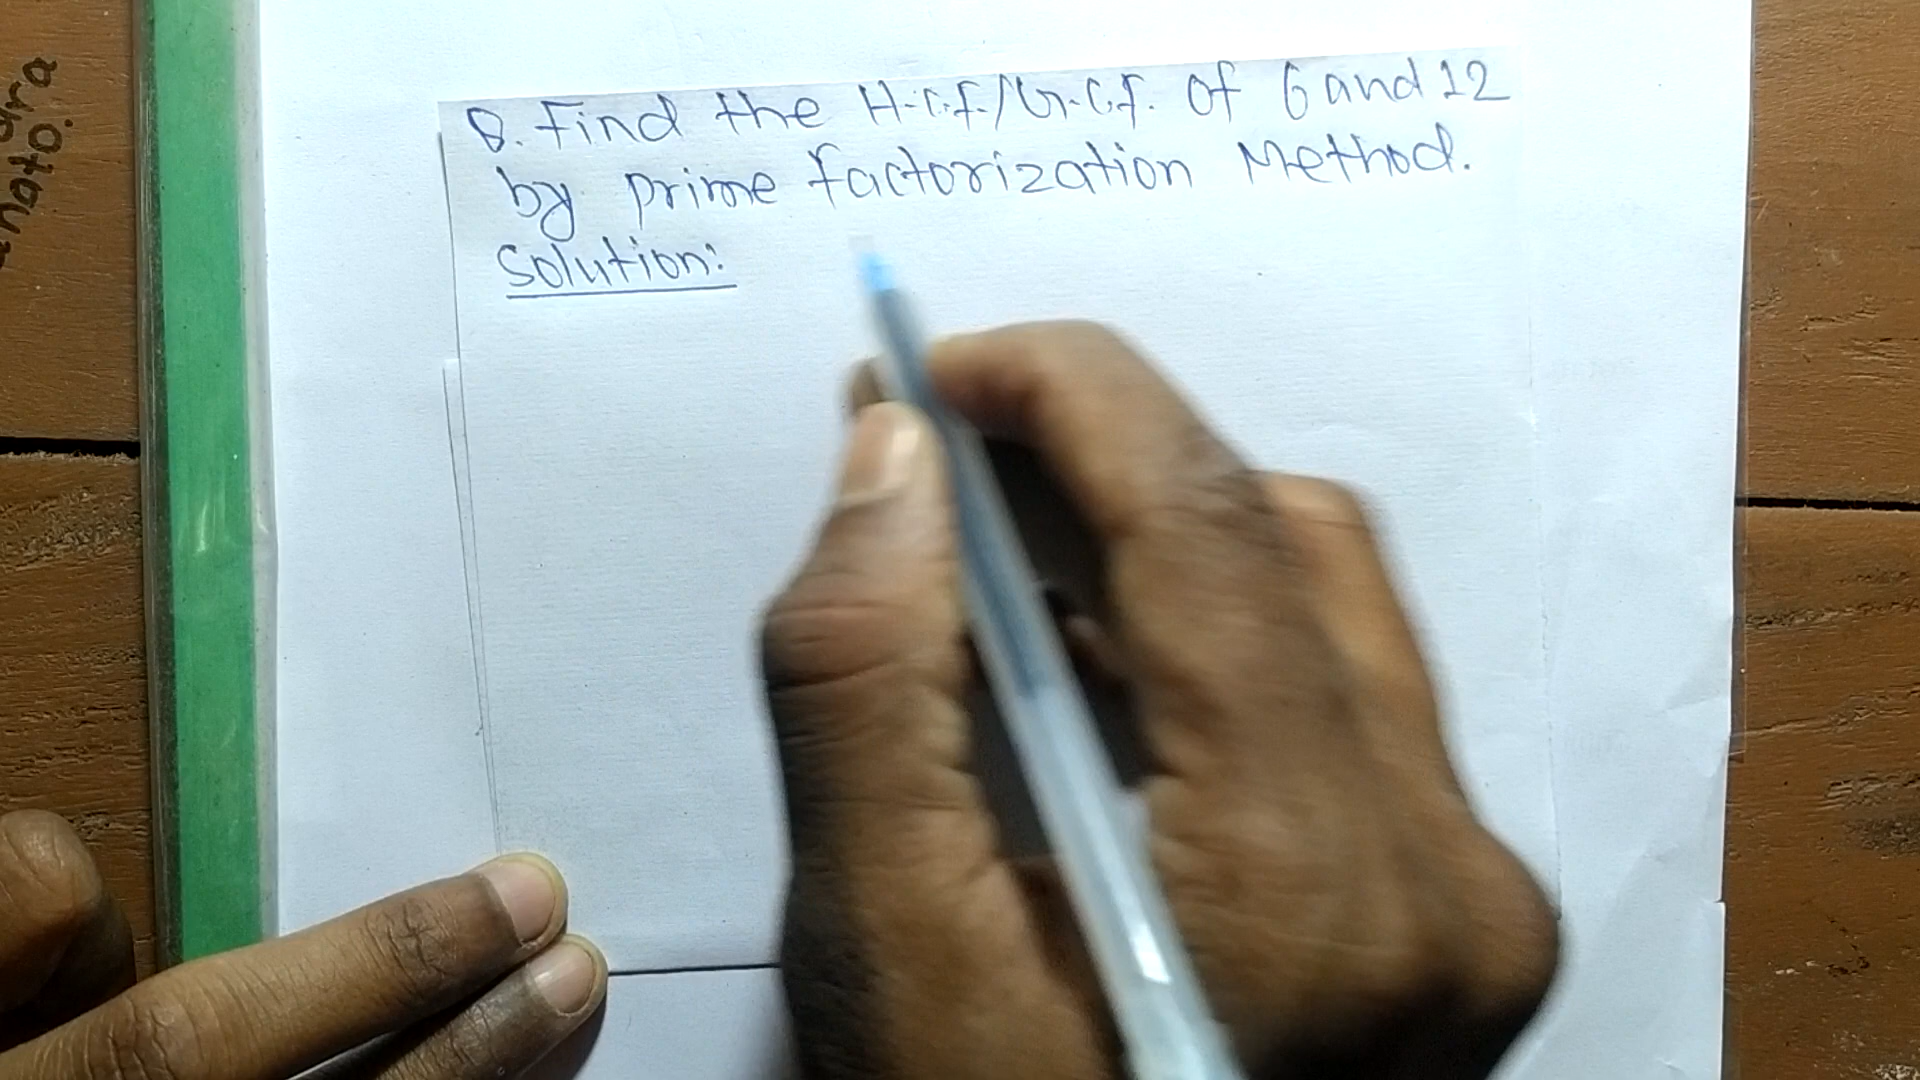 Q. Find the H.C.F./G.C.F. of 6 and 12
by prime factorization Method.
Solution: